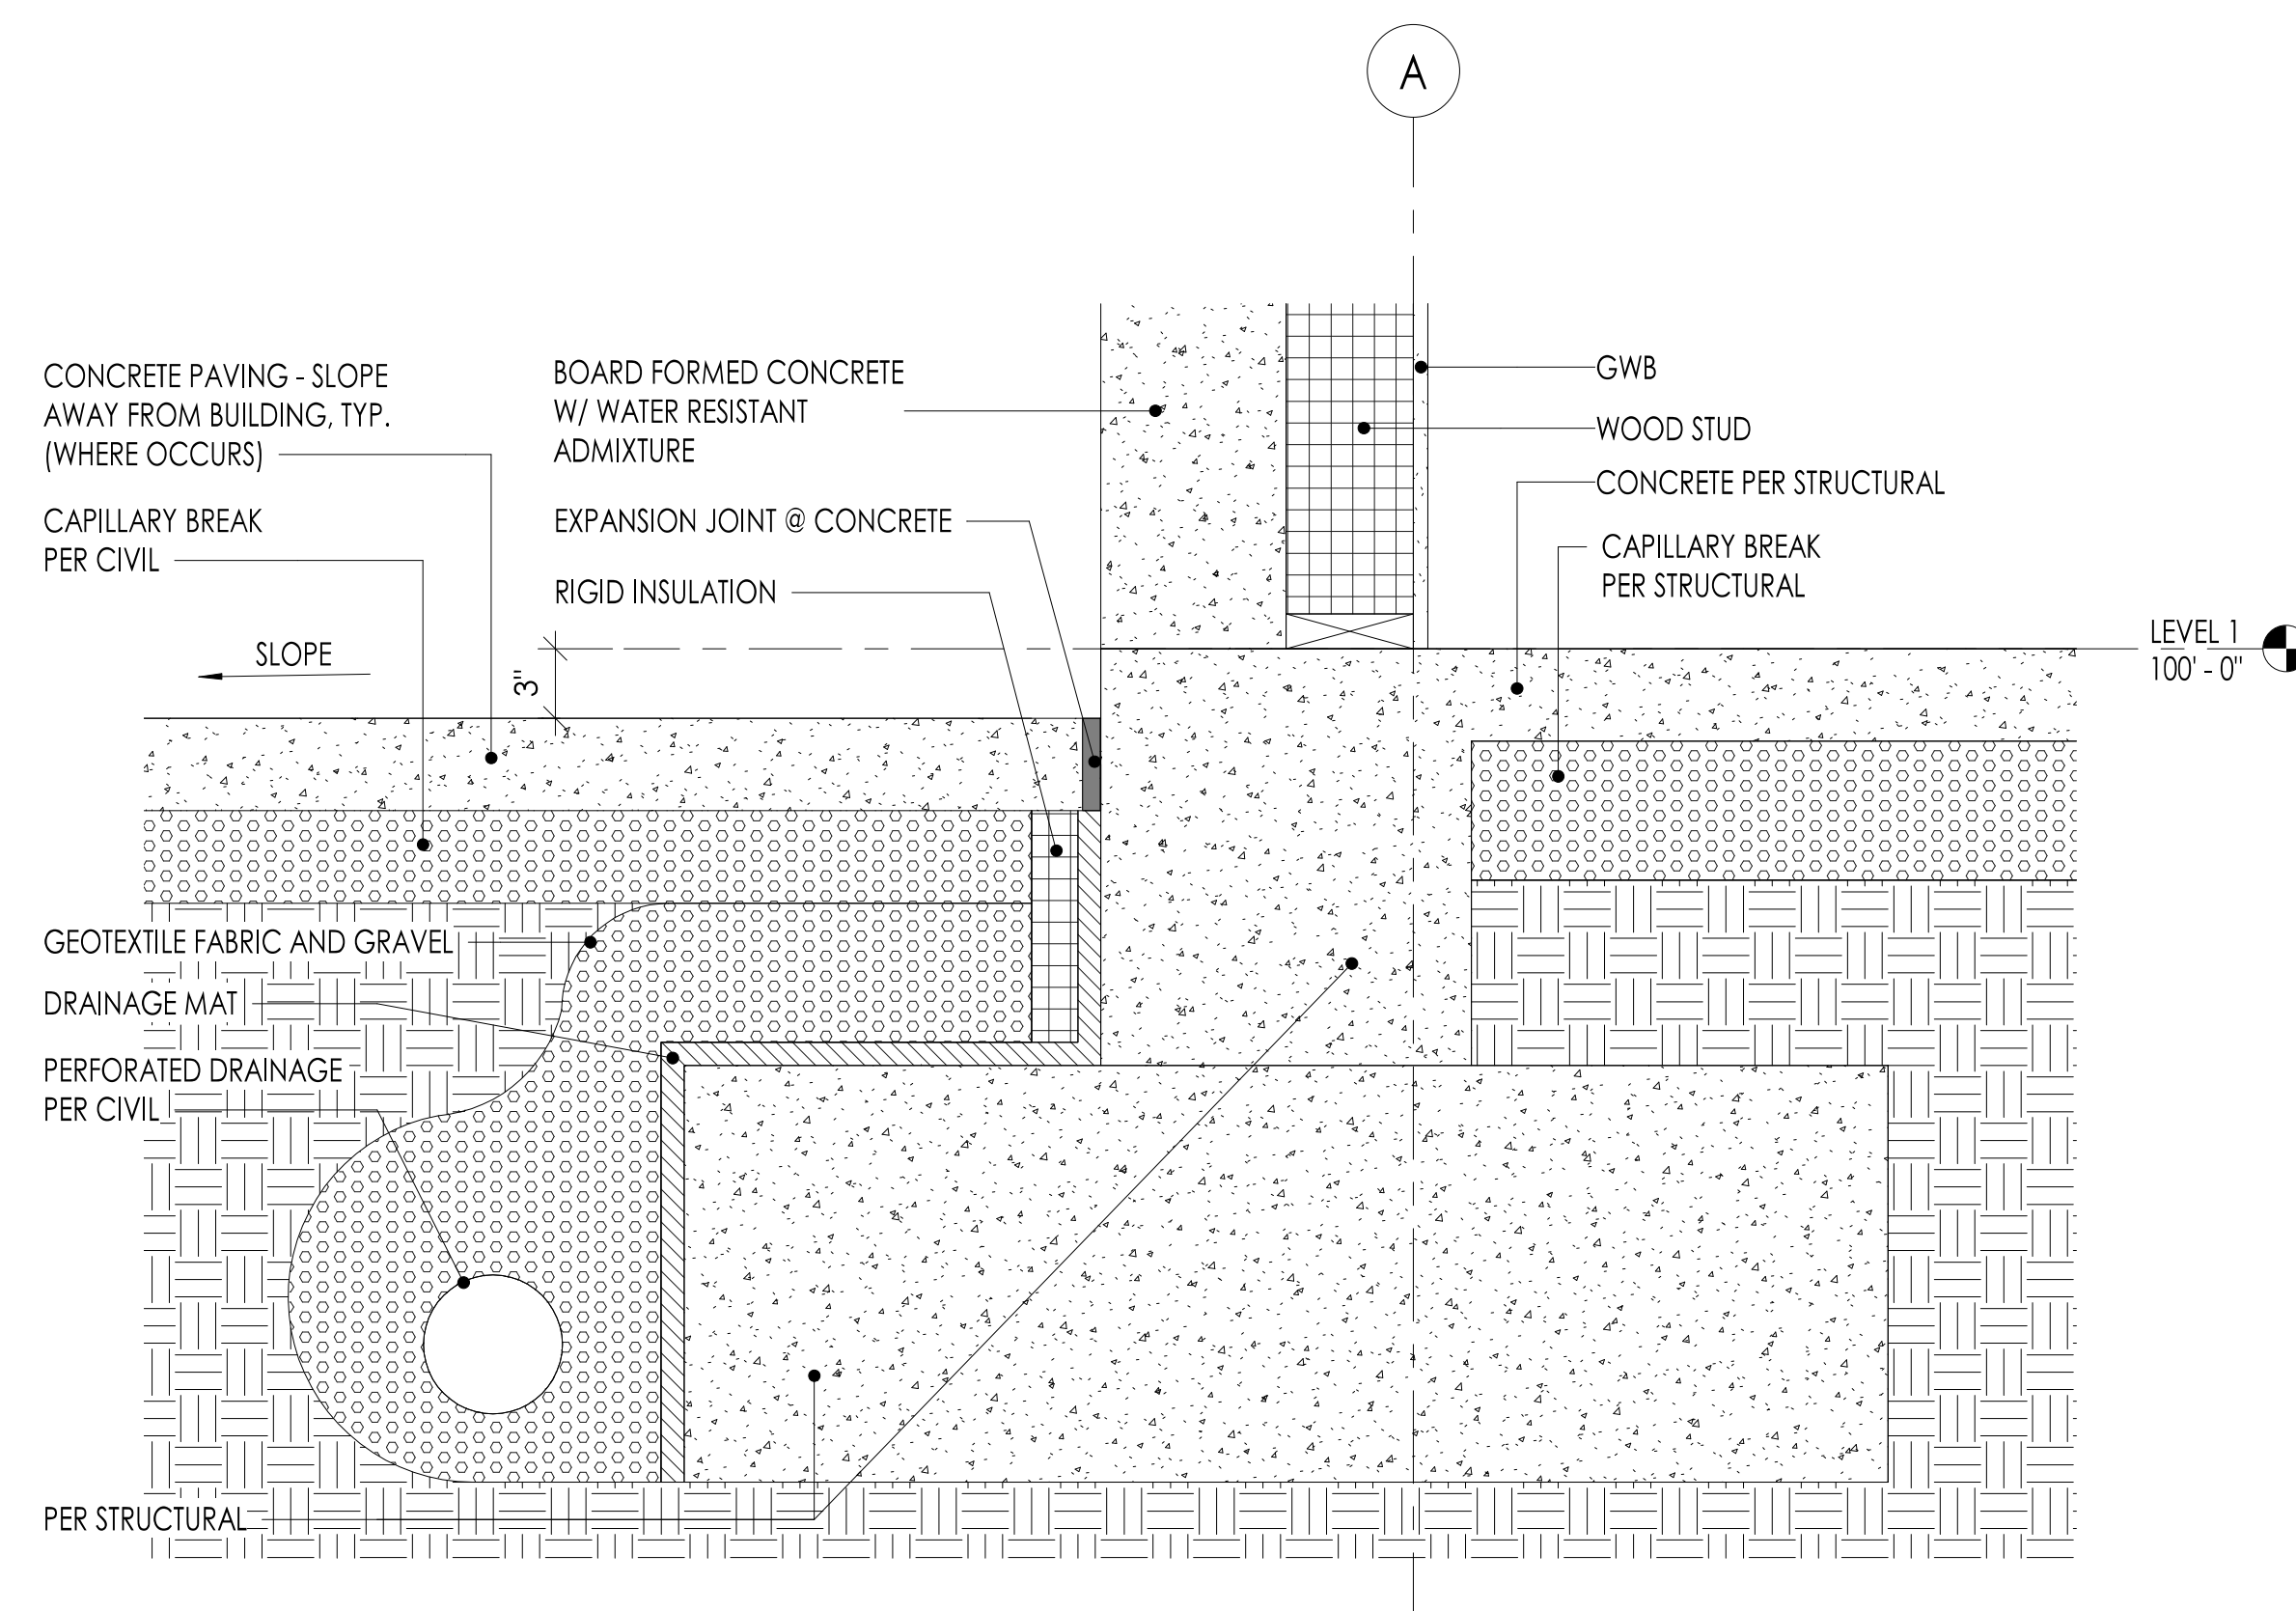 A
CONCRETE PAVING - SLOPE
AWAY FROM BUILDING, TYP.
(WHERE OCCURS)
CAPILLARY BREAK
PER CIVIL
SLOPE
BOARD FORMED CONCRETE
W/ WATER RESISTANT
ADMIXTURE
EXPANSION JOINT @ CONCRETE
RIGID INSULATION
3"
GWB
WOOD STUD
CONCRETE PER STRUCTURAL
CAPILLARY BREAK
PER STRUCTURAL
LEVEL 1
100' - 0"
GEOTEXTILE FABRIC AND GRAVEL
DRAINAGE MAT
PERFORATED DRAINAGE
PER CIVIL
PER STRUCTURAL